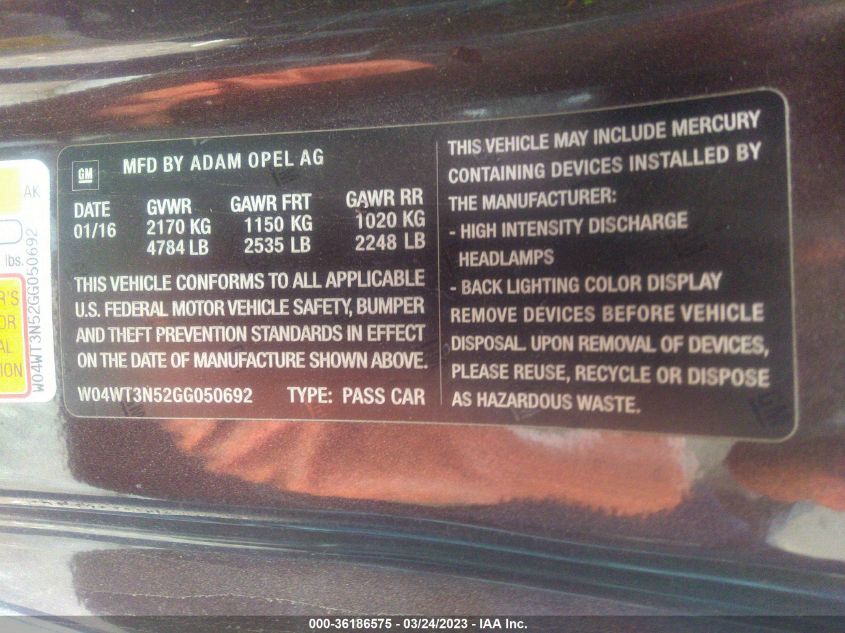 GM
MFD BY ADAM OPEL AG
DATE GVWR GAWR FRT GAWR RR
01/16 2170 KG 1150 KG 1020 KG
4784 LB 2535 LB 2248 LB
THIS VEHICLE CONFORMS TO ALL APPLICABLE
U.S. FEDERAL MOTOR VEHICLE SAFETY, BUMPER
AND THEFT PREVENTION STANDARDS IN EFFECT
ON THE DATE OF MANUFACTURE SHOWN ABOVE.
W04WT3N52GG050692 TYPE: PASS CAR
THIS VEHICLE MAY INCLUDE MERCURY
CONTAINING DEVICES INSTALLED BY
THE MANUFACTURER:
- HIGH INTENSITY DISCHARGE
HEADLAMPS
- BACK LIGHTING COLOR DISPLAY
REMOVE DEVICES BEFORE VEHICLE
DISPOSAL. UPON REMOVAL OF DEVICES,
PLEASE REUSE, RECYCLE OR DISPOSE
AS HAZARDOUS WASTE.
AK
lbs.
R'S
OR
AL
ION
W04WT3N52GG050692
000-36186575 - 03/24/2023 - IAA Inc.